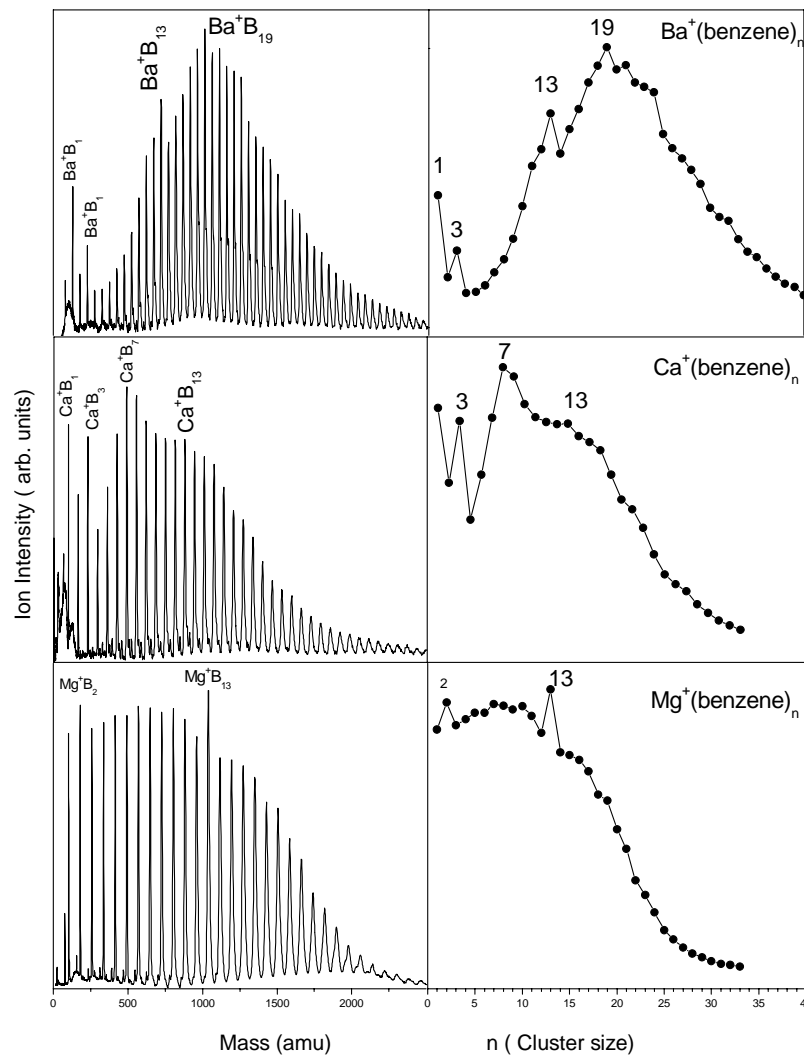 Ion Intensity ( arb. units)
Ba⁺B₁
Ba⁺B₁
Ba⁺B₁₃
Ba⁺B₁₉
Ba⁺(benzene)ₙ
1
3
13
19
Ca⁺B₁
Ca⁺B₃
Ca⁺B₇
Ca⁺B₁₃
Ca⁺(benzene)ₙ
3
7
13
Mg⁺B₂
Mg⁺B₁₃
Mg⁺(benzene)ₙ
2
13
0 500 1000 1500 2000
0 5 10 15 20 25 30 35 4
Mass (amu)
n ( Cluster size)